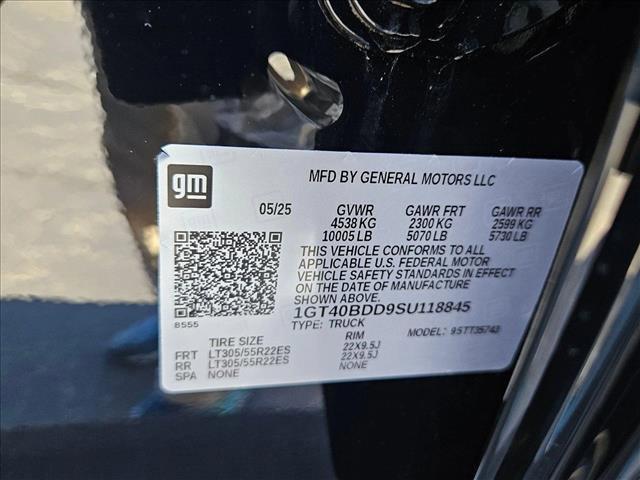 gm
MFD BY GENERAL MOTORS LLC
05/25 GVWR GAWR FRT GAWR RR
4538 KG 2300 KG 2599 KG
10005 LB 5070 LB 5730 LB
THIS VEHICLE CONFORMS TO ALL
APPLICABLE U.S. FEDERAL MOTOR
VEHICLE SAFETY STANDARDS IN EFFECT
ON THE DATE OF MANUFACTURE
SHOWN ABOVE.
1GT40BDD9SU118845
8555 TYPE: TRUCK MODEL: 95TT35743
TIRE SIZE RIM
FRT LT305/55R22ES 22X9.5J
RR LT305/55R22ES 22X9.5J
SPA NONE NONE